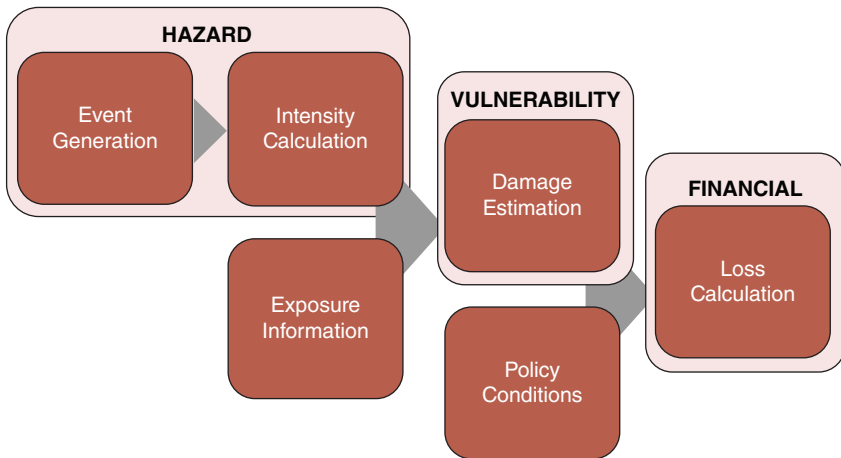 HAZARD
Event
Generation
Intensity
Calculation
Exposure
Information
VULNERABILITY
Damage
Estimation
Policy
Conditions
FINANCIAL
Loss
Calculation